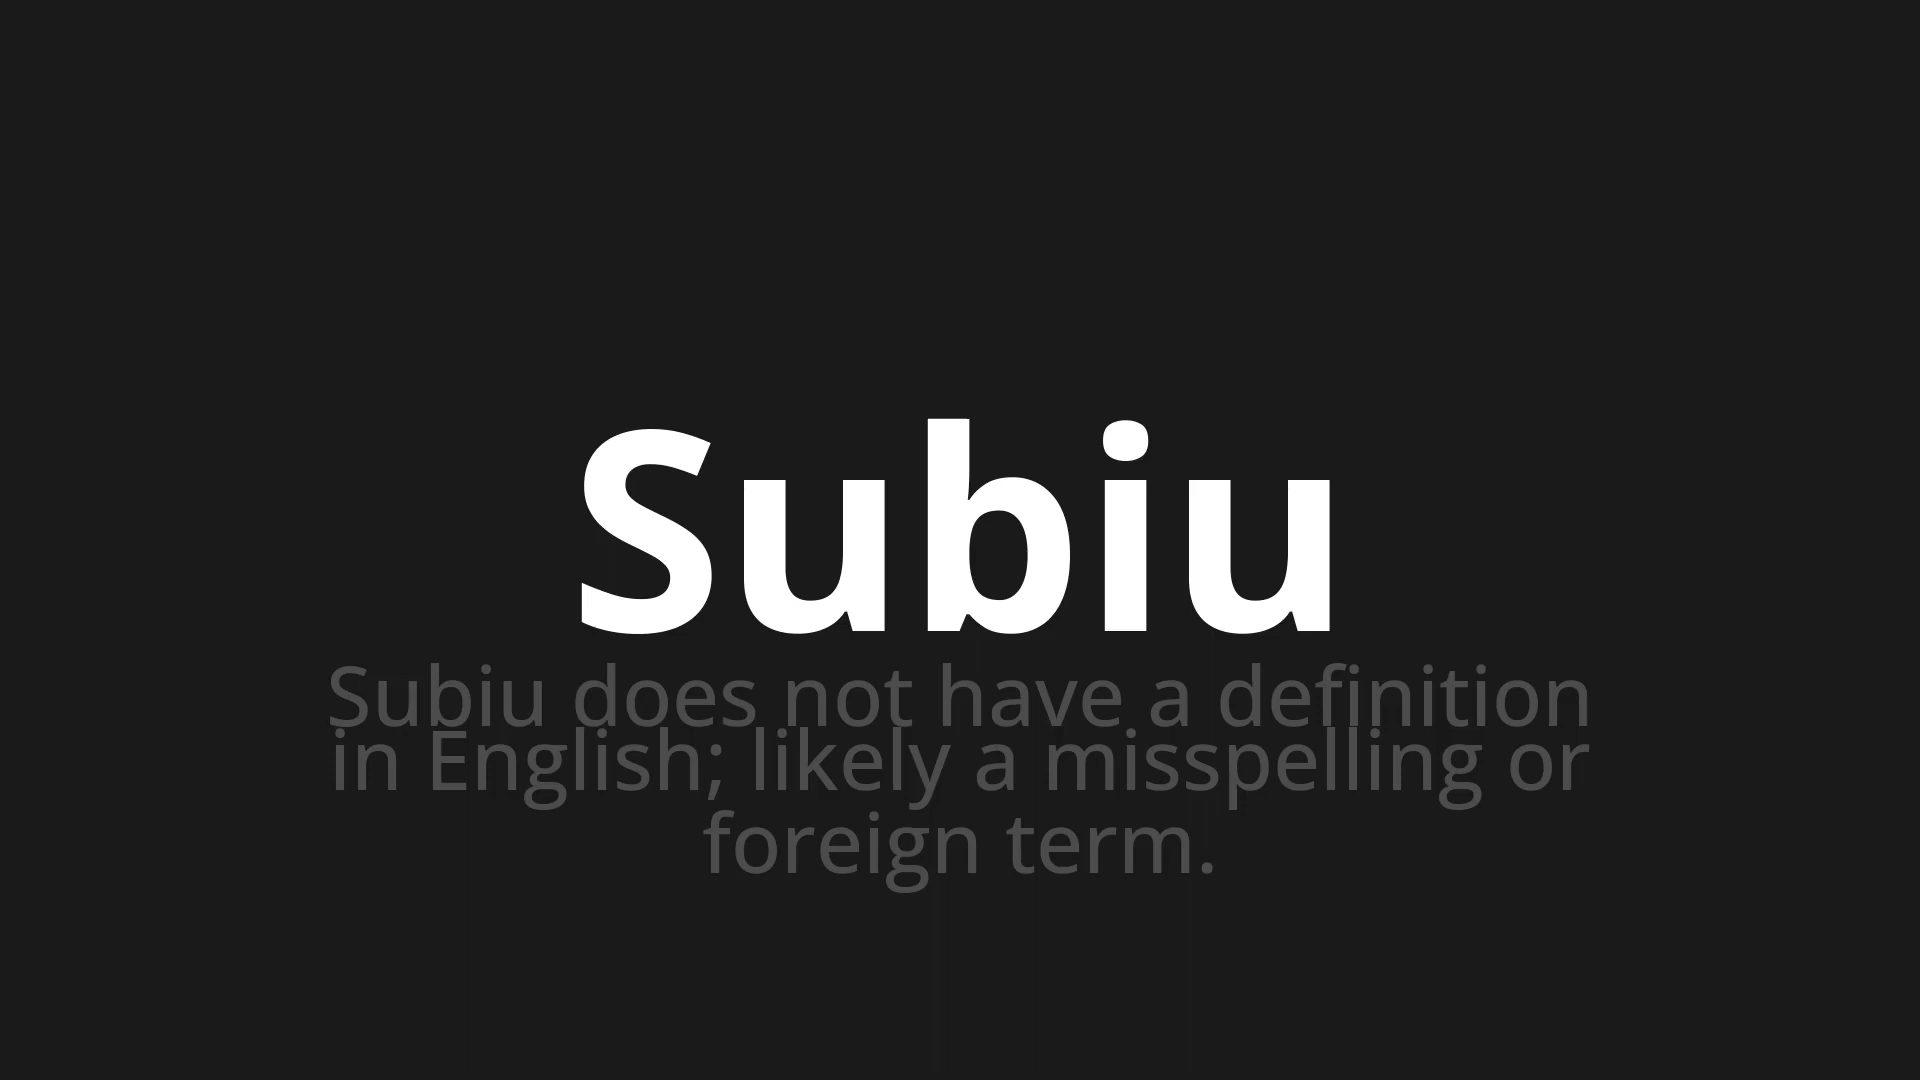 Subiu
Subiu does not have a definition
in English; likely a misspelling or
foreign term.